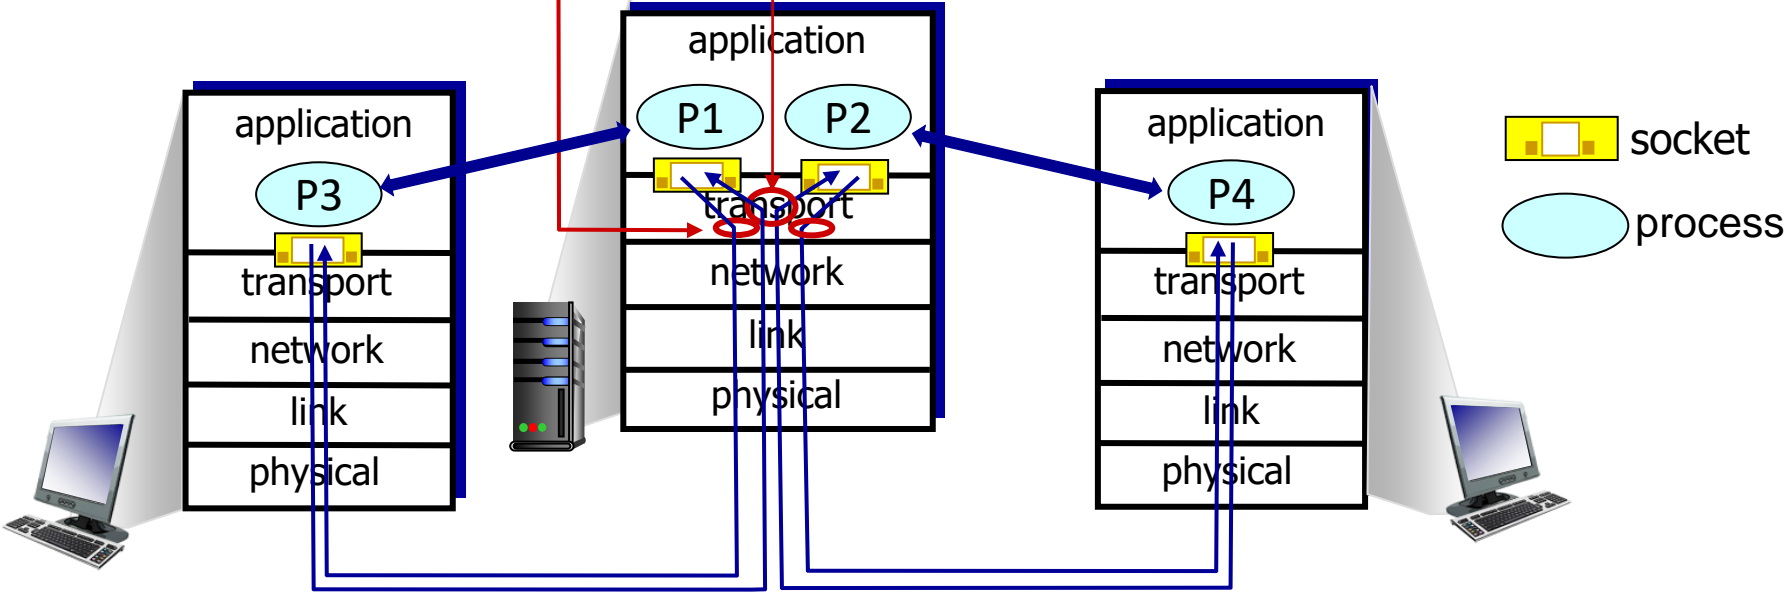 application
P3
transport
network
link
physical
application
P1 P2
transport
network
link
physical
application
P4
transport
network
link
physical
socket
process